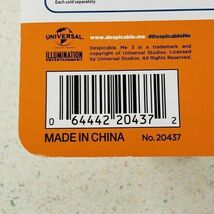 Each sold separately.
UNIVERSAL
www.despicable.me #DespicableMe
ILLUMINATION
ENTERTAINMENT
Despicable Me 3 is a trademark and
copyright of Universal Studios. Licensed
by Universal Studios. All Rights
Reserved.
0 64442 20437 2
MADE IN CHINA No. 20437